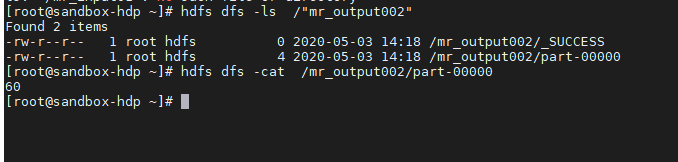 [root@sandbox-hdp ~]# hdfs dfs -ls  /"mr_output002"
Found 2 items
-rw-r--r--   1 root hdfs          0 2020-05-03 14:18 /mr_output002/_SUCCESS
-rw-r--r--   1 root hdfs          4 2020-05-03 14:18 /mr_output002/part-00000
[root@sandbox-hdp ~]# hdfs dfs -cat  /mr_output002/part-00000
60
[root@sandbox-hdp ~]#